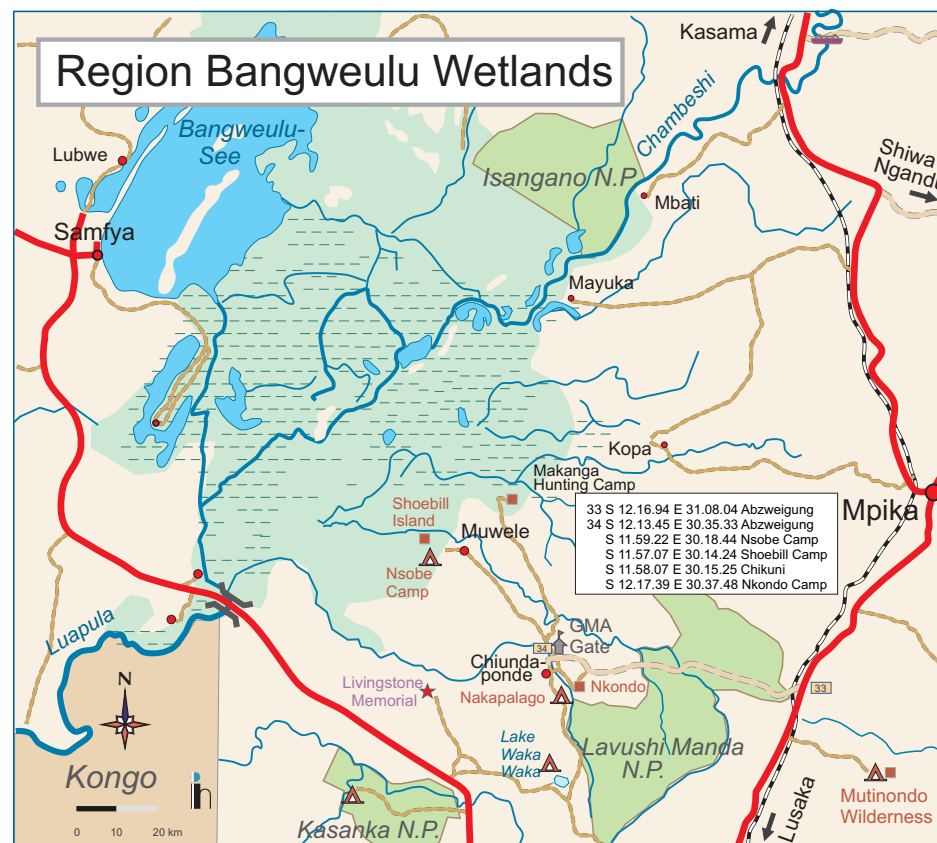 Region Bangweulu Wetlands
Kasama
Chambeshi
Bangweulu-
See
Lubwe
Shiwa
Ngandu
Isangano N.P
Mbati
Samfya
Mayuka
Kopa
Makanga
Hunting Camp
Mpika
Shoebill
Island
Muwele
Nsobe
Camp
33 S 12.16.94 E 31.08.04 Abzweigung
34 S 12.13.45 E 30.35.33 Abzweigung
S 11.59.22 E 30.18.44 Nsobe Camp
S 11.57.07 E 30.14.24 Shoebill Camp
S 11.58.07 E 30.15.25 Chikuni
S 12.17.39 E 30.37.48 Nkondo Camp
Luapula
GMA
Gate
34
Chiunda-
ponde
Livingstone
Memorial
Nakapalago
Nkondo
33
N
Lake
Waka
Waka
Lavushi Manda
N.P.
Kongo
0 10 20 km
Kasanka N.P.
Lusaka
Mutinondo
Wilderness